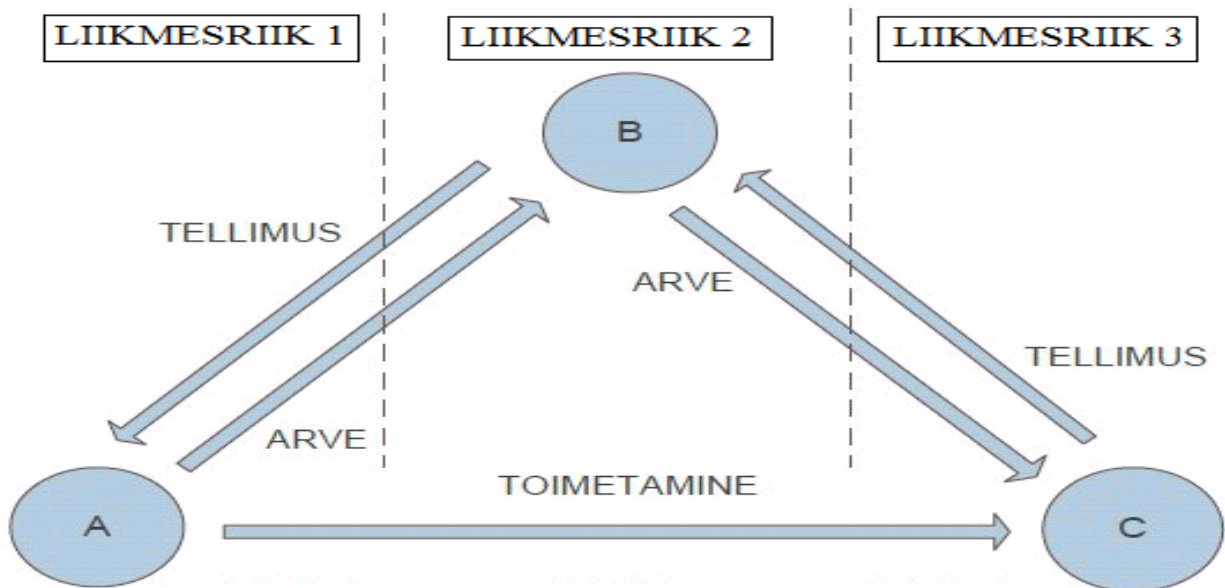 LIIKMESRIIK 1
LIIKMESRIIK 2
LIIKMESRIIK 3
B
TELLIMUS
ARVE
TELLIMUS
ARVE
TOIMETAMINE
A
C